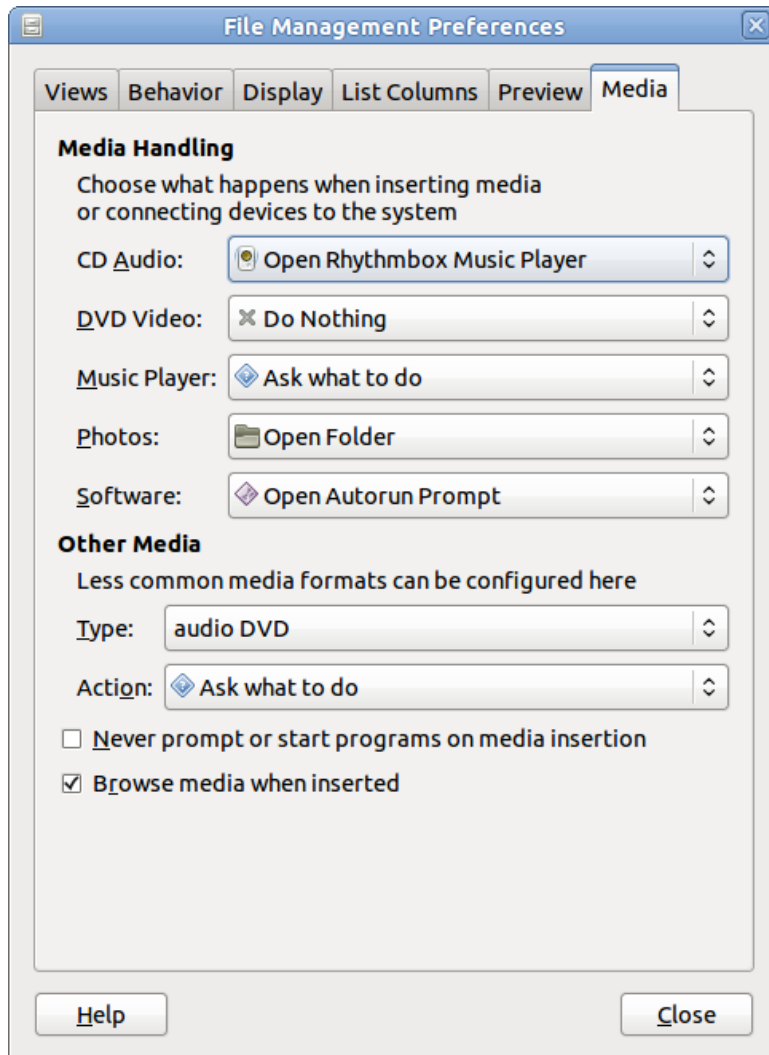 File Management Preferences
Views Behavior Display List Columns Preview Media
Media Handling
Choose what happens when inserting media
or connecting devices to the system
CD Audio: Open Rhythmbox Music Player
DVD Video: Do Nothing
Music Player: Ask what to do
Photos: Open Folder
Software: Open Autorun Prompt
Other Media
Less common media formats can be configured here
Type: audio DVD
Action: Ask what to do
Never prompt or start programs on media insertion
Browse media when inserted
Help Close